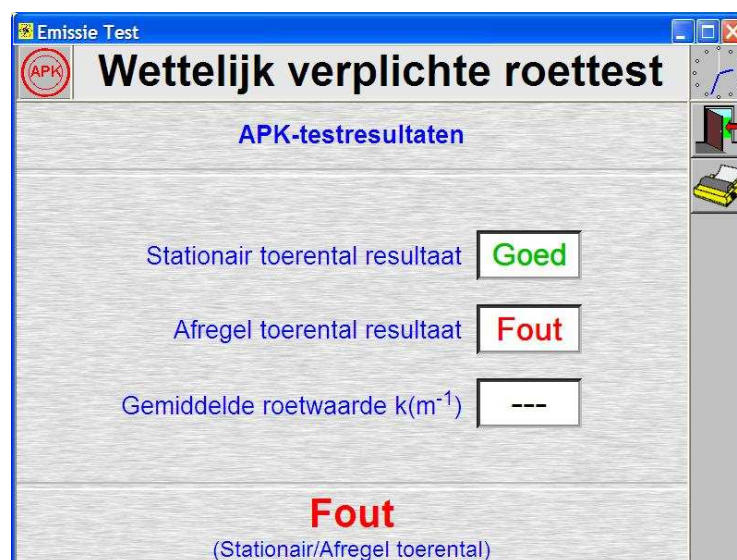 Emissie Test
APK
Wettelijk verplichte roettest
APK-testresultaten
Stationair toerental resultaat Goed
Afregel toerental resultaat Fout
Gemiddelde roetwaarde k(m⁻¹) ---
Fout
(Stationair/Afregel toerental)